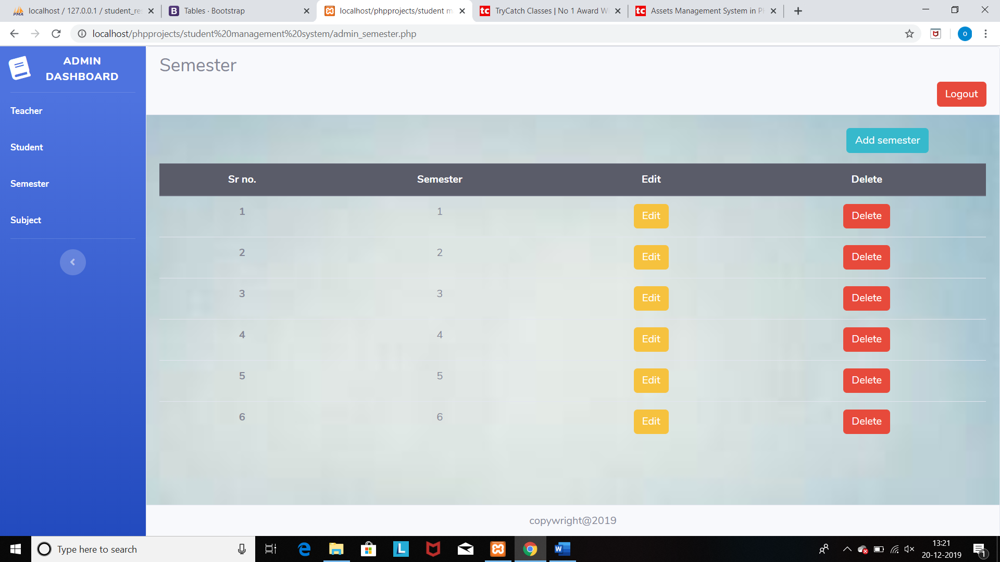 localhost / 127.0.0.1 / student_res
Tables · Bootstrap
localhost/phpprojects/student m
TryCatch Classes | No 1 Award Wi
Assets Management System in P
localhost/phpprojects/student%20management%20system/admin_semester.php
o
ADMIN
DASHBOARD
Teacher
Student
Semester
Subject
Semester
Logout
Add semester
Sr no. Semester Edit Delete
1 1 Edit Delete
2 2 Edit Delete
3 3 Edit Delete
4 4 Edit Delete
5 5 Edit Delete
6 6 Edit Delete
copywright@2019
Type here to search
13:21
20-12-2019
1